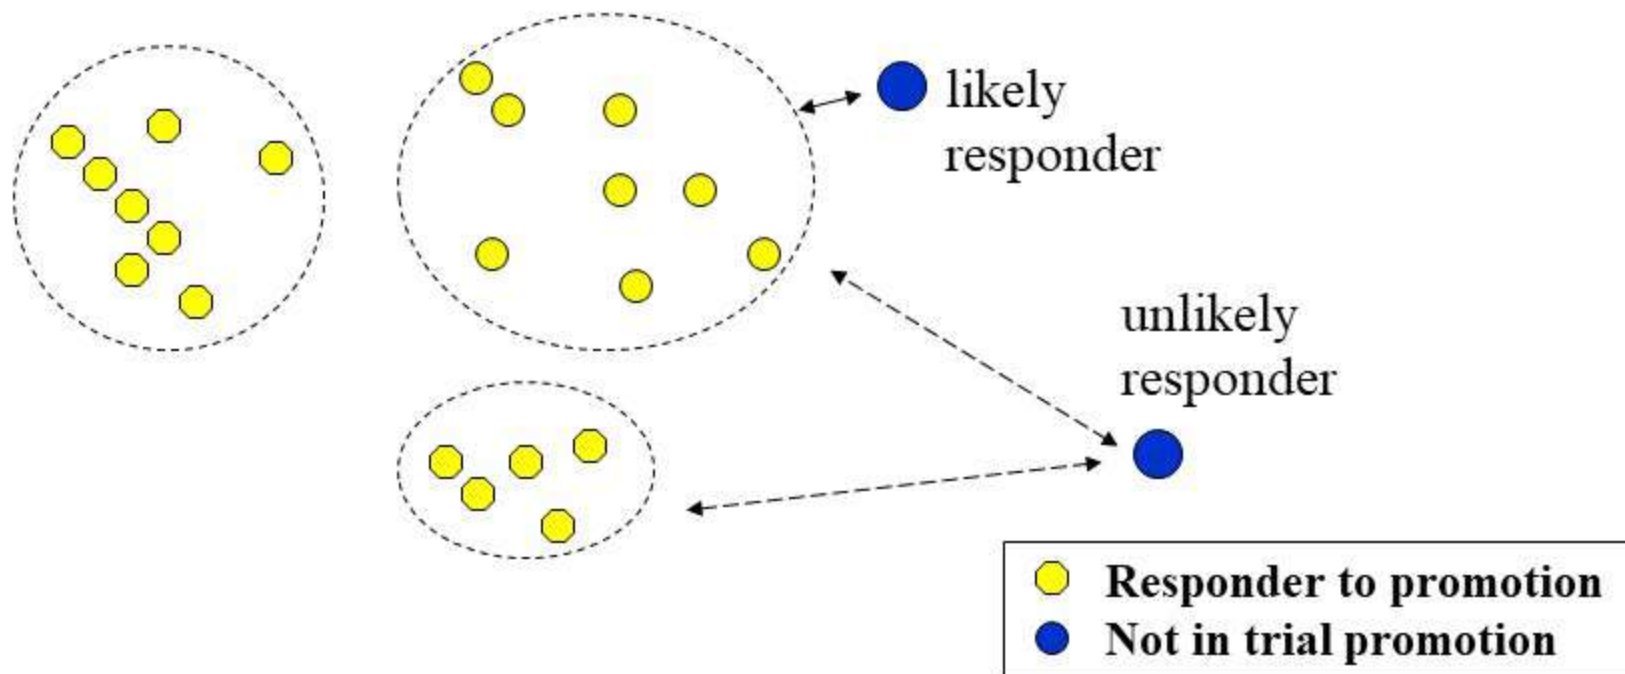 likely
responder
unlikely
responder
Responder to promotion
Not in trial promotion